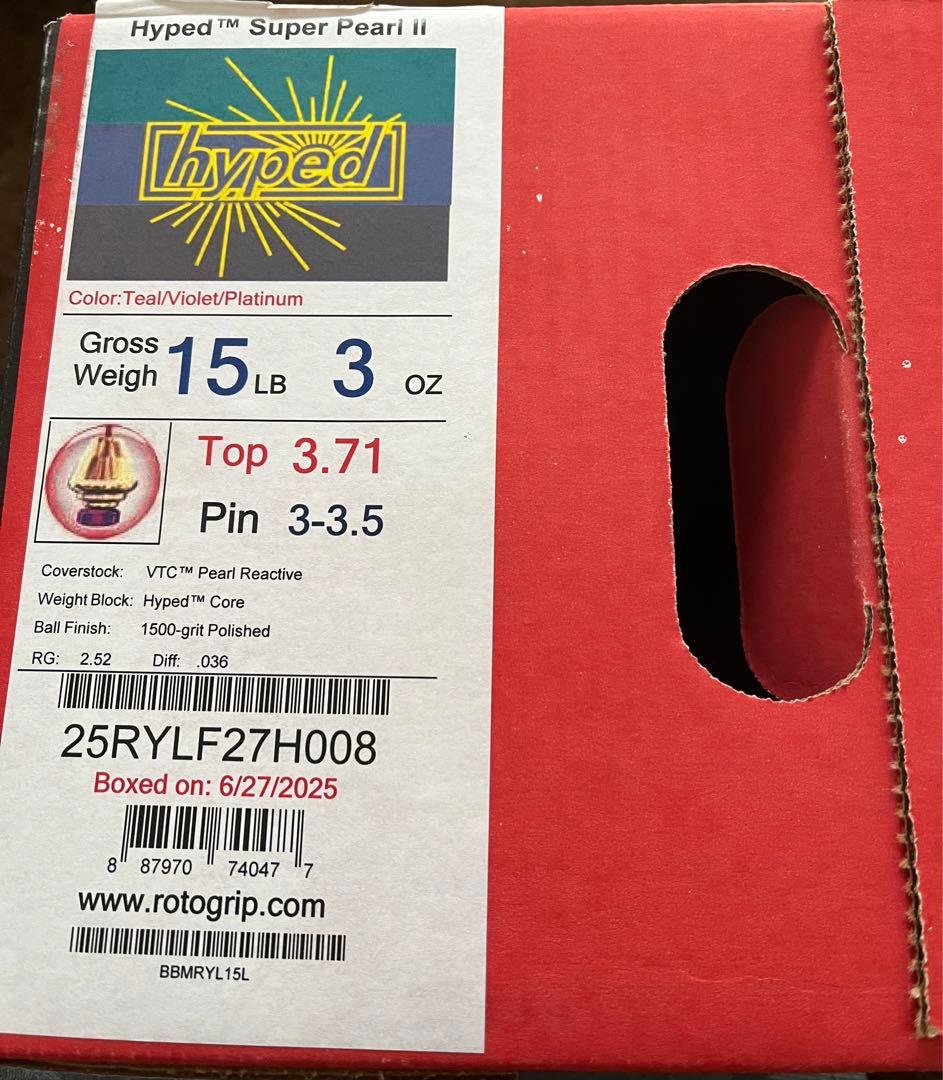 Hyped™ Super Pearl II
hyped
Color:Teal/Violet/Platinum
Gross
Weigh 15 LB 3 OZ
Top 3.71
Pin 3-3.5
Coverstock: VTC™ Pearl Reactive
Weight Block: Hyped™ Core
Ball Finish: 1500-grit Polished
RG: 2.52 Diff: .036
25RYLF27H008
Boxed on: 6/27/2025
8 87970 74047 7
www.rotogrip.com
BBMRYL15L